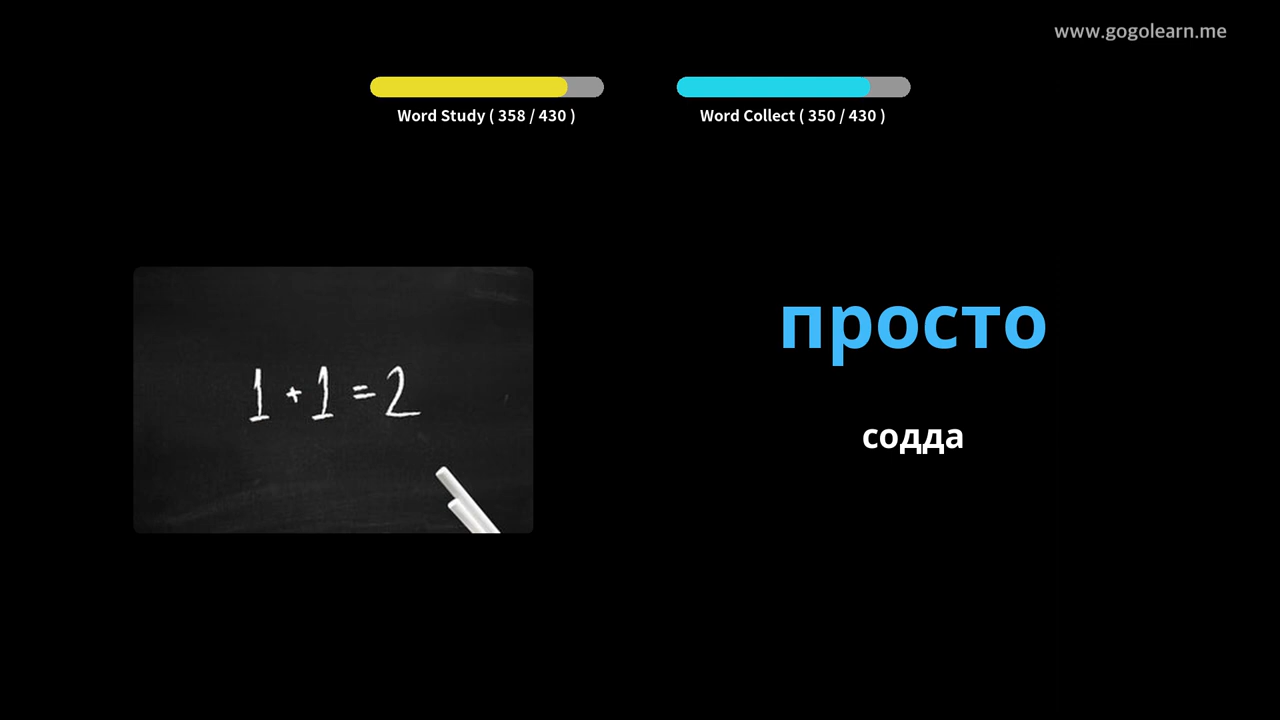 www.gogolearn.me
Word Study ( 358 / 430 )
Word Collect ( 350 / 430 )
1 + 1 = 2
просто
содда